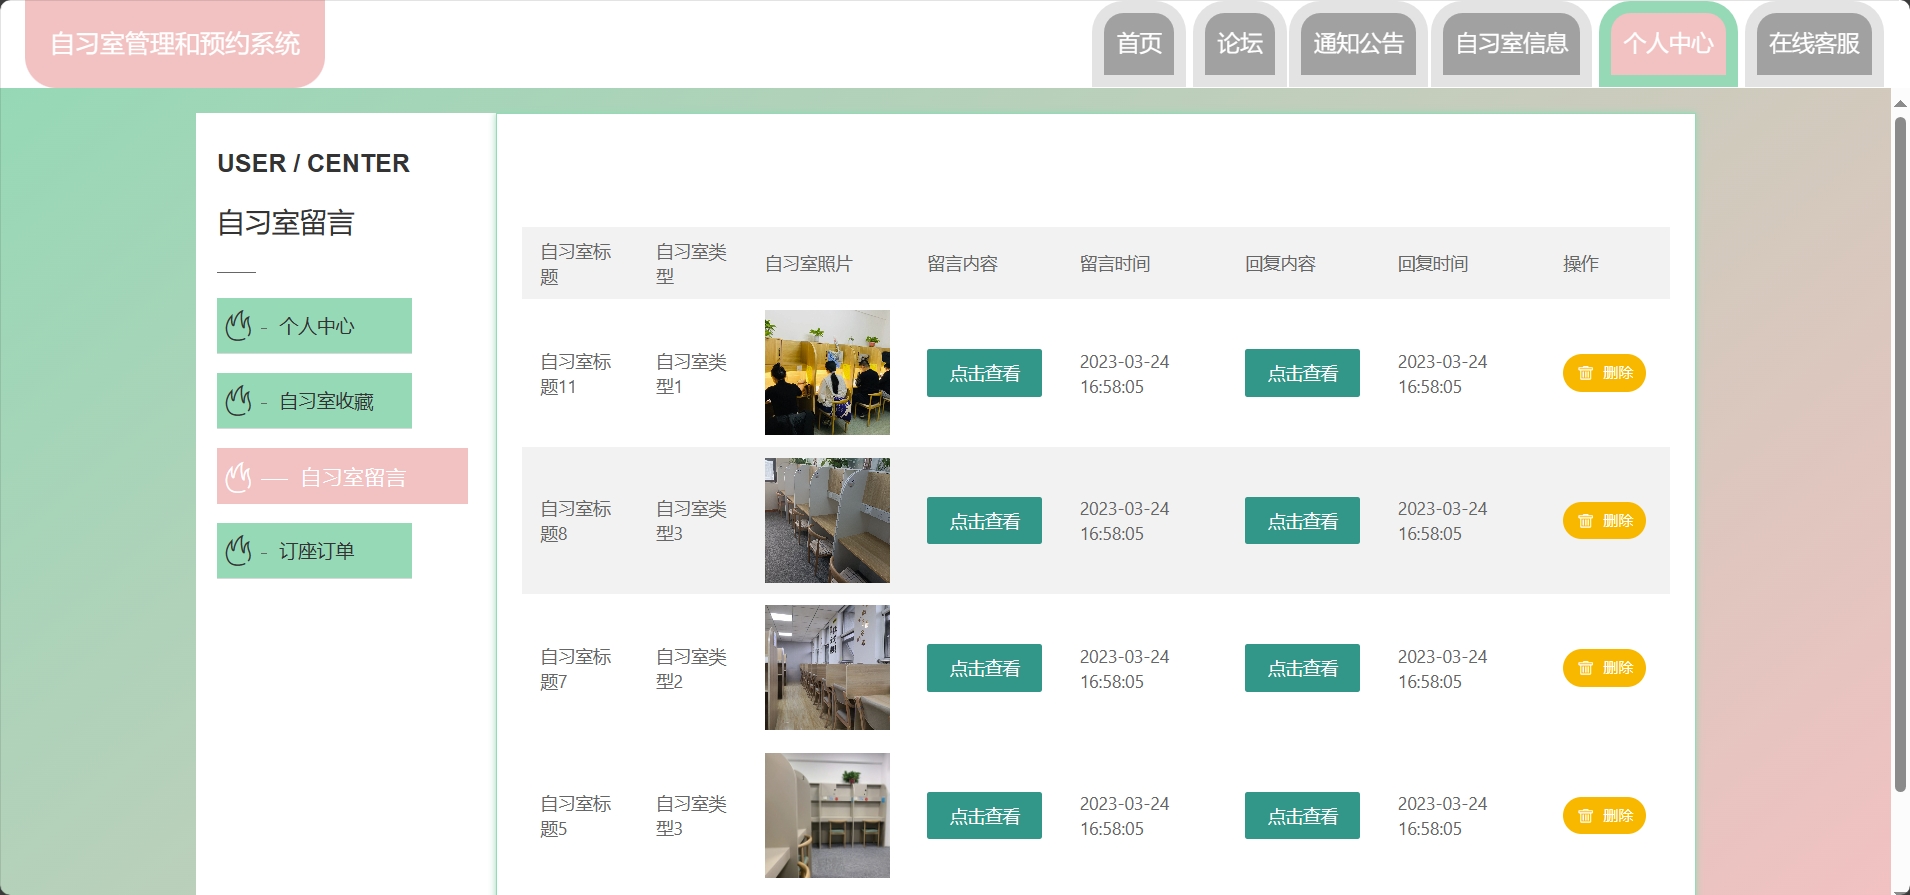 自习室管理和预约系统
首页
论坛
通知公告
自习室信息
个人中心
在线客服
USER / CENTER
自习室留言
- 个人中心
- 自习室收藏
— 自习室留言
- 订座订单
自习室标
题
自习室类
型
自习室照片
留言内容
留言时间
回复内容
回复时间
操作
自习室标
题11
自习室类
型1
点击查看
2023-03-24
16:58:05
点击查看
2023-03-24
16:58:05
删除
自习室标
题8
自习室类
型3
点击查看
2023-03-24
16:58:05
点击查看
2023-03-24
16:58:05
删除
自习室标
题7
自习室类
型2
点击查看
2023-03-24
16:58:05
点击查看
2023-03-24
16:58:05
删除
自习室标
题5
自习室类
型3
点击查看
2023-03-24
16:58:05
点击查看
2023-03-24
16:58:05
删除